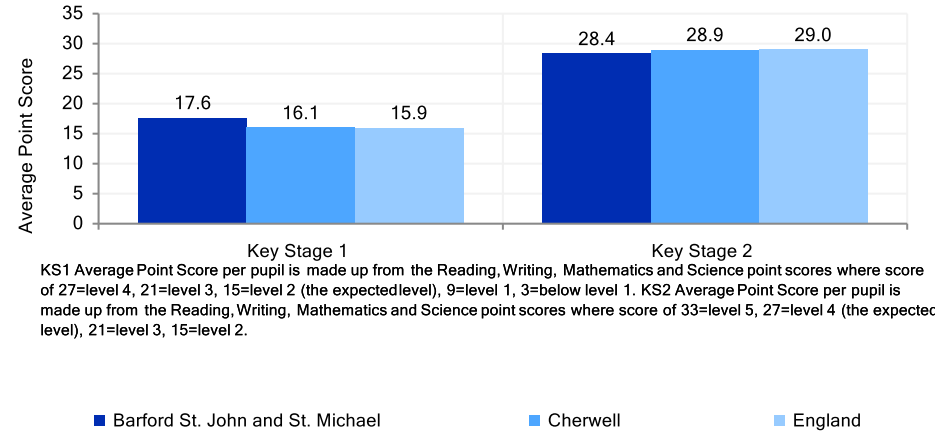 35
30
25
20
15
10
5
0
Average Point Score
17.6
16.1
15.9
28.4
28.9
29.0
Key Stage 1
Key Stage 2
KS1 Average Point Score per pupil is made up from the Reading, Writing, Mathematics and Science point scores where score
of 27=level 4, 21=level 3, 15=level 2 (the expected level), 9=level 1, 3=below level 1. KS2 Average Point Score per pupil is
made up from the Reading, Writing, Mathematics and Science point scores where score of 33=level 5, 27=level 4 (the expected
level), 21=level 3, 15=level 2.
Barford St. John and St. Michael
Cherwell
England